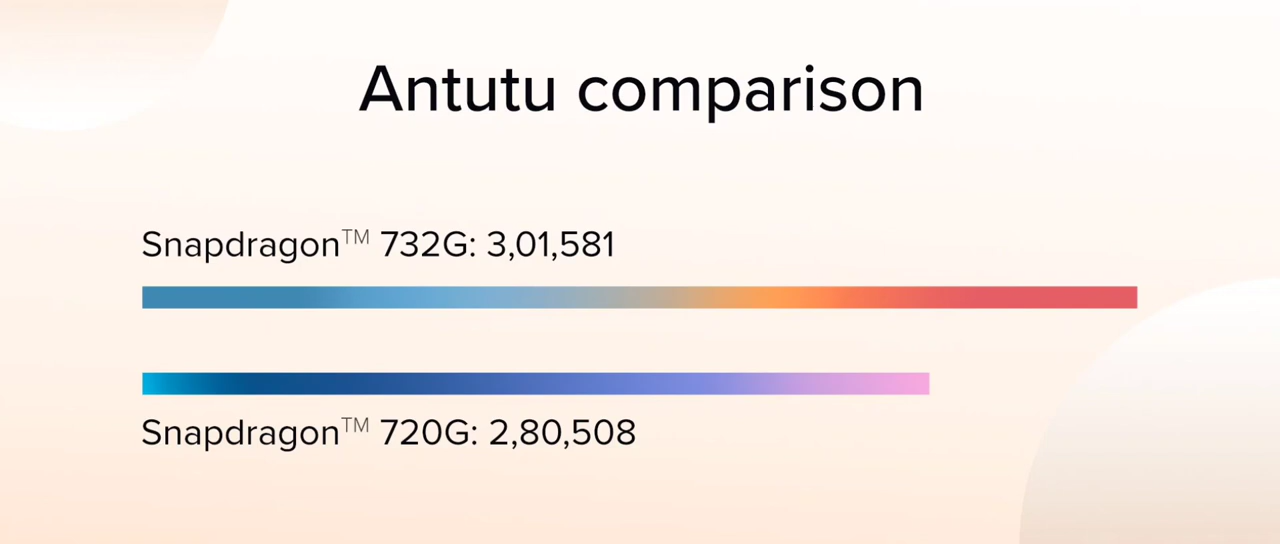 Antutu comparison
Snapdragon™ 732G: 3,01,581
Snapdragon™ 720G: 2,80,508